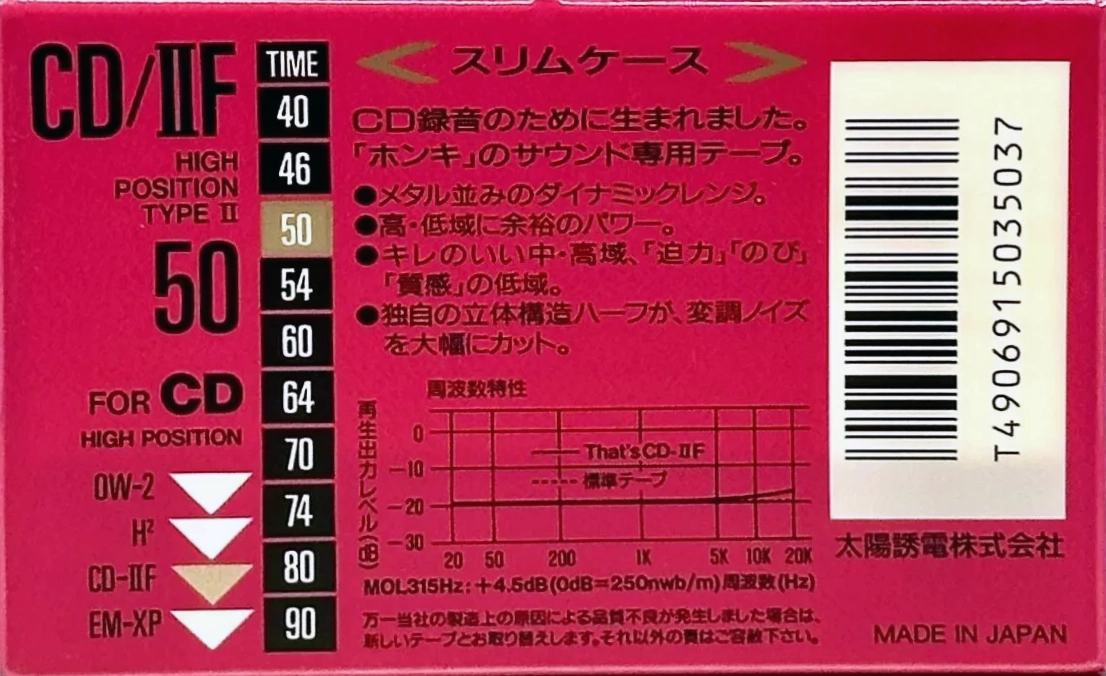 CD/IIF
HIGH
POSITION
TYPE II
50
FOR CD
HIGH POSITION
OW-2
H²
CD-IIF
EM-XP
TIME
40
46
50
54
60
64
70
74
80
90
スリムケース
CD録音のために生まれました。
「ホンキ」のサウンド専用テープ。
●メタル並みのダイナミックレンジ。
●高・低域に余裕のパワー。
●キレのいい中・高域、「迫力」「のび」
「質感」の低域。
●独自の立体構造ハーフが、変調ノイズ
を大幅にカット。
周波数特性
再生出力レベル(dB)
0
−10
−20
−30
That's CD-IIF
標準テープ
20 50 200 1K 5K 10K 20K
MOL315Hz:+4.5dB(0dB=250nwb/m)周波数(Hz)
万一当社の製造上の原因による品質不良が発生しました場合は、
新しいテープとお取り替えします。それ以外の責はご容赦下さい。
T4906915035037
太陽誘電株式会社
MADE IN JAPAN